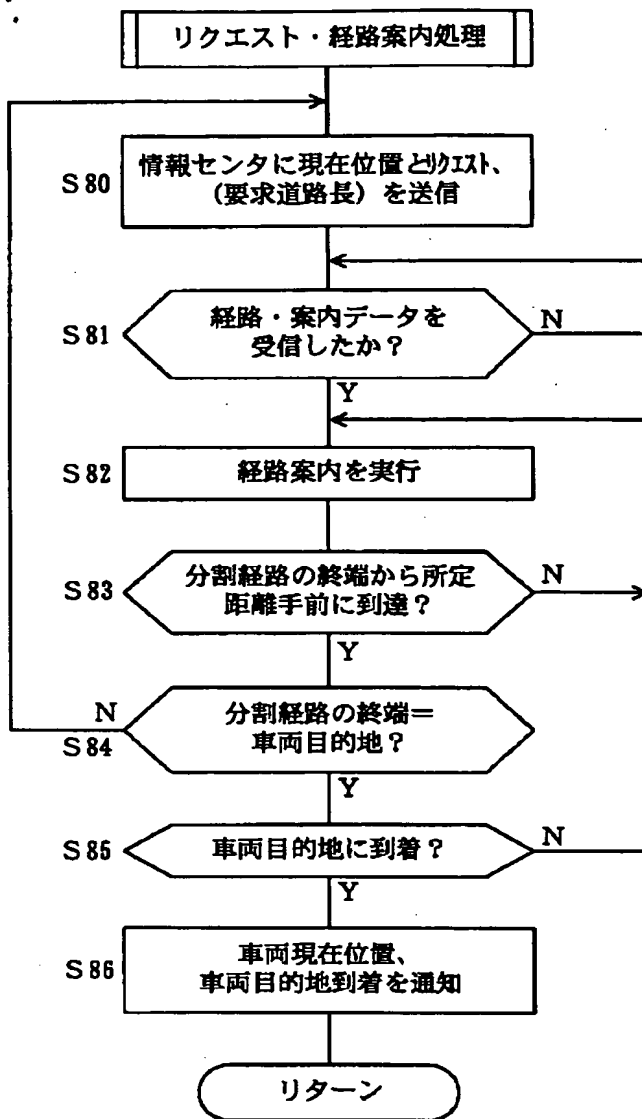 リクエスト・経路案内処理
S80
情報センタに現在位置とリクエスト、
(要求道路長)を送信
S81
経路・案内データを
受信したか?
N
Y
S82
経路案内を実行
S83
分割経路の終端から所定
距離手前に到達?
N
Y
N
S84
分割経路の終端=
車両目的地?
Y
S85
車両目的地に到着?
N
Y
S86
車両現在位置、
車両目的地到着を通知
リターン